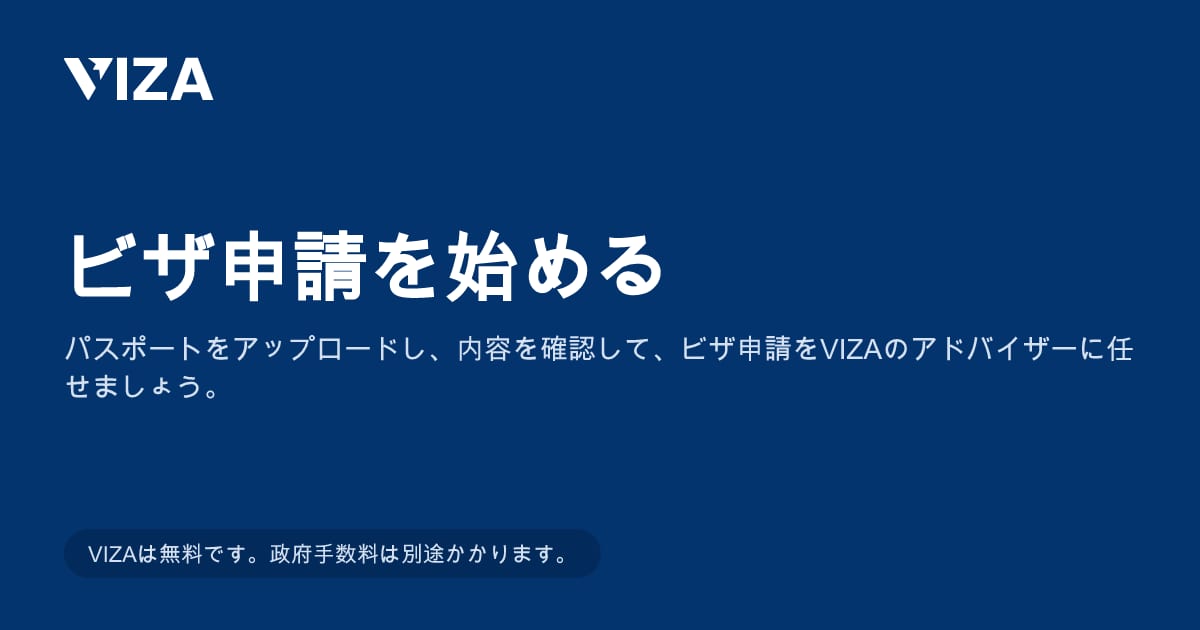 VIZA
ビザ申請を始める
パスポートをアップロードし、内容を確認して、ビザ申請をVIZAのアドバイザーに任
せましょう。
VIZAは無料です。政府手数料は別途かかります。